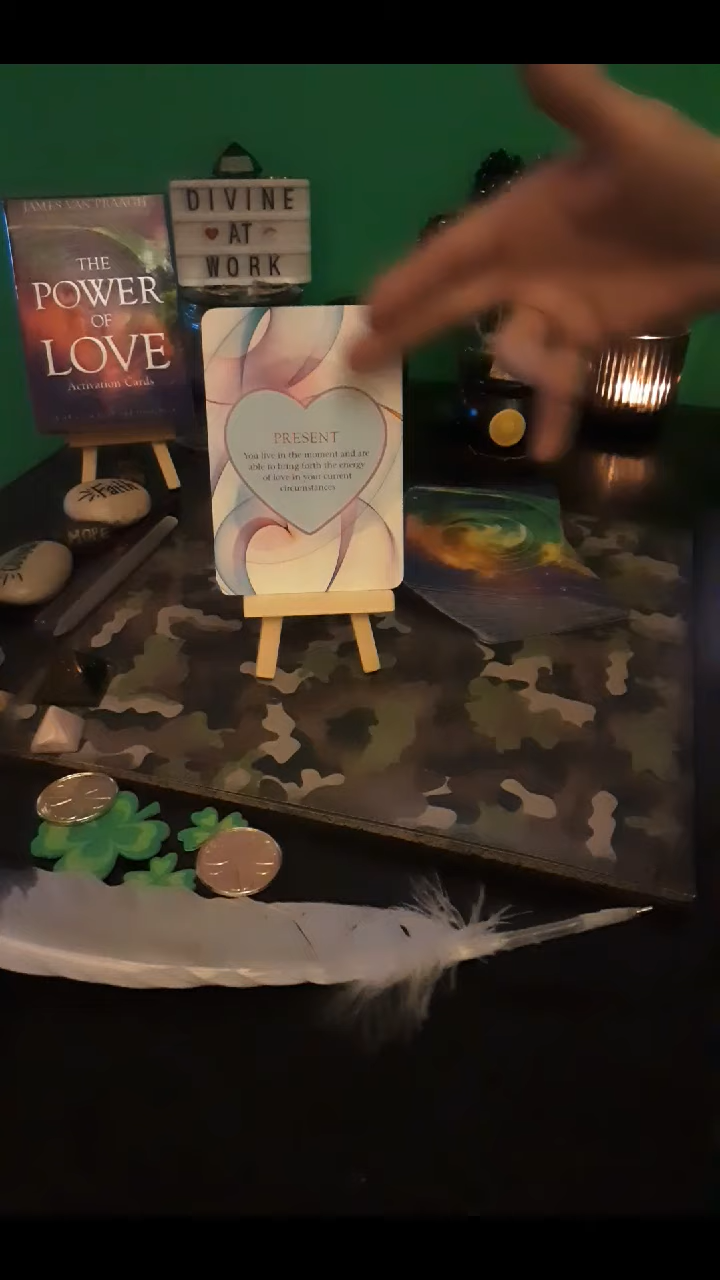 JAMES VAN PRAAGH
THE
POWER
OF
LOVE
Activation Cards
DIVINE
AT
WORK
PRESENT
You live in the moment and are
able to bring forth the energy
of love in your current
circumstances.
Faith
HOPE